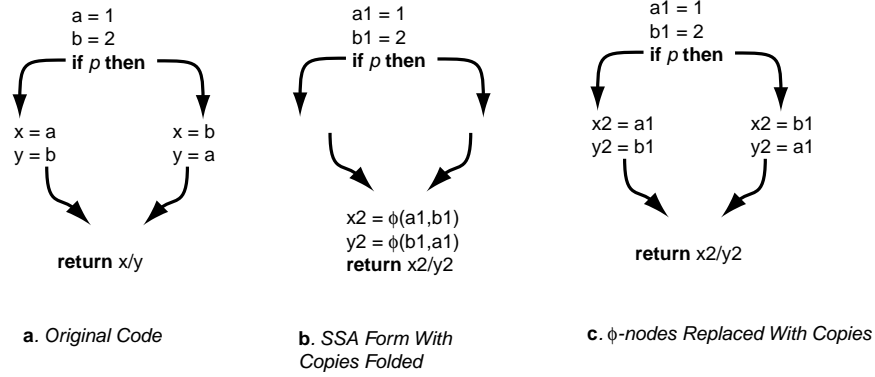 a = 1
b = 2
if p then
x = a
y = b
x = b
y = a
return x/y
a. Original Code
a1 = 1
b1 = 2
if p then
x2 = ϕ(a1,b1)
y2 = ϕ(b1,a1)
return x2/y2
b. SSA Form With
Copies Folded
a1 = 1
b1 = 2
if p then
x2 = a1
y2 = b1
x2 = b1
y2 = a1
return x2/y2
c. ϕ-nodes Replaced With Copies